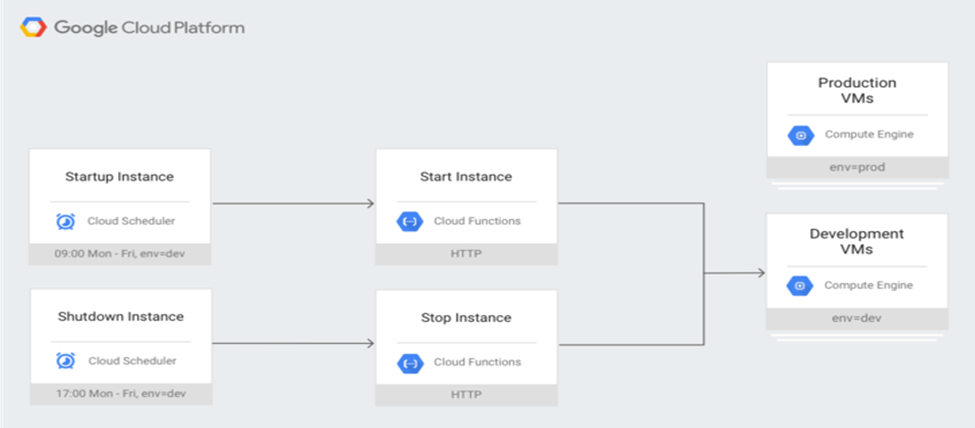 Google Cloud Platform
Production
VMs
Compute Engine
env=prod
Startup Instance
Cloud Scheduler
09:00 Mon - Fri, env=dev
Start Instance
Cloud Functions
HTTP
Development
VMs
Compute Engine
env=dev
Shutdown Instance
Cloud Scheduler
17:00 Mon - Fri, env=dev
Stop Instance
Cloud Functions
HTTP